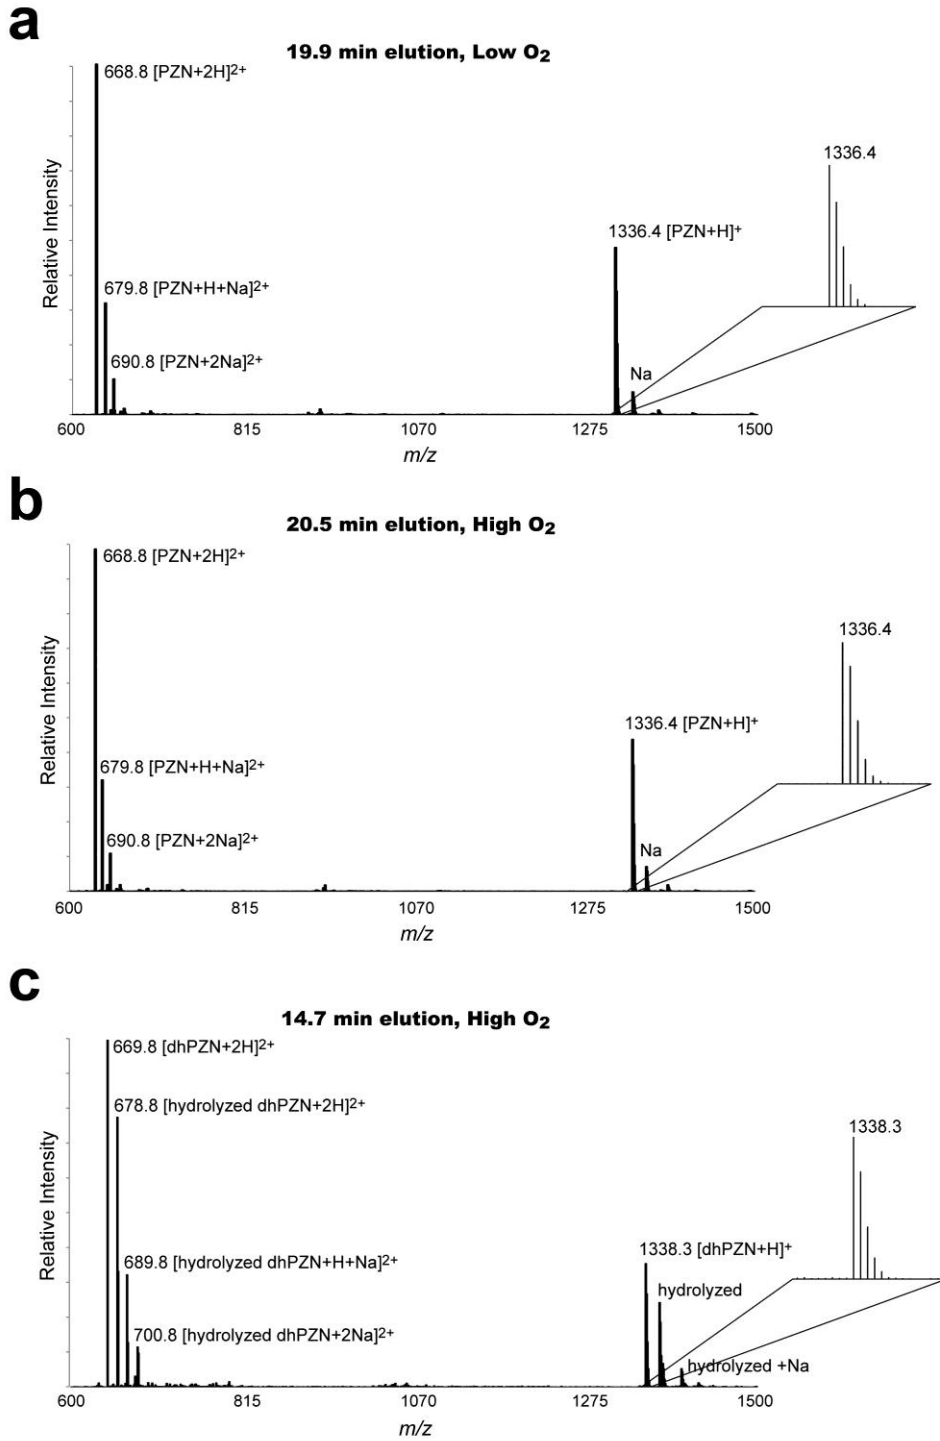 a
19.9 min elution, Low O2
668.8 [PZN+2H]2+
1336.4
1336.4 [PZN+H]+
679.8 [PZN+H+Na]2+
690.8 [PZN+2Na]2+
Na
Relative Intensity
600 815 1070 1275 1500
m/z
b
20.5 min elution, High O2
668.8 [PZN+2H]2+
1336.4
1336.4 [PZN+H]+
679.8 [PZN+H+Na]2+
690.8 [PZN+2Na]2+
Na
Relative Intensity
600 815 1070 1275 1500
m/z
c
14.7 min elution, High O2
669.8 [dhPZN+2H]2+
678.8 [hydrolyzed dhPZN+2H]2+
1338.3
1338.3 [dhPZN+H]+
689.8 [hydrolyzed dhPZN+H+Na]2+
hydrolyzed
700.8 [hydrolyzed dhPZN+2Na]2+
hydrolyzed +Na
Relative Intensity
600 815 1070 1275 1500
m/z